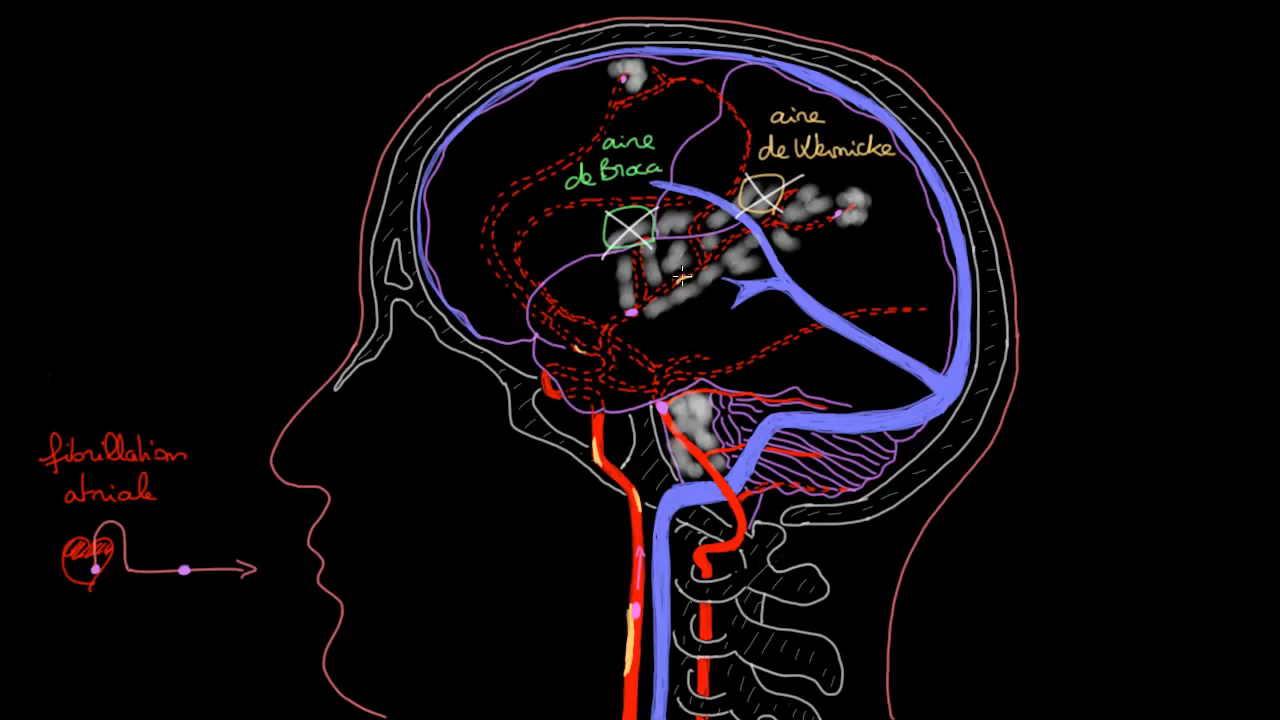 aire
de Wernicke
aire
de Broca
fibrillation
atriale